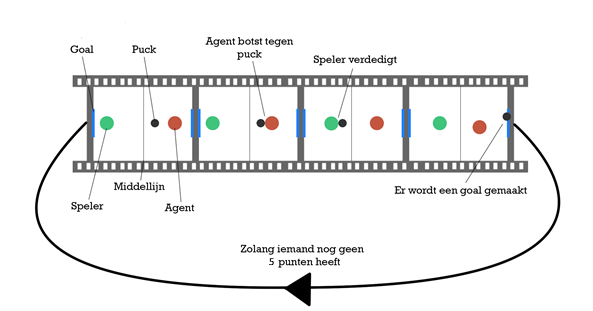 Goal
Puck
Agent botst tegen
puck
Speler verdedigt
Speler
Middellijn
Agent
Er wordt een goal gemaakt
Zolang iemand nog geen
5 punten heeft